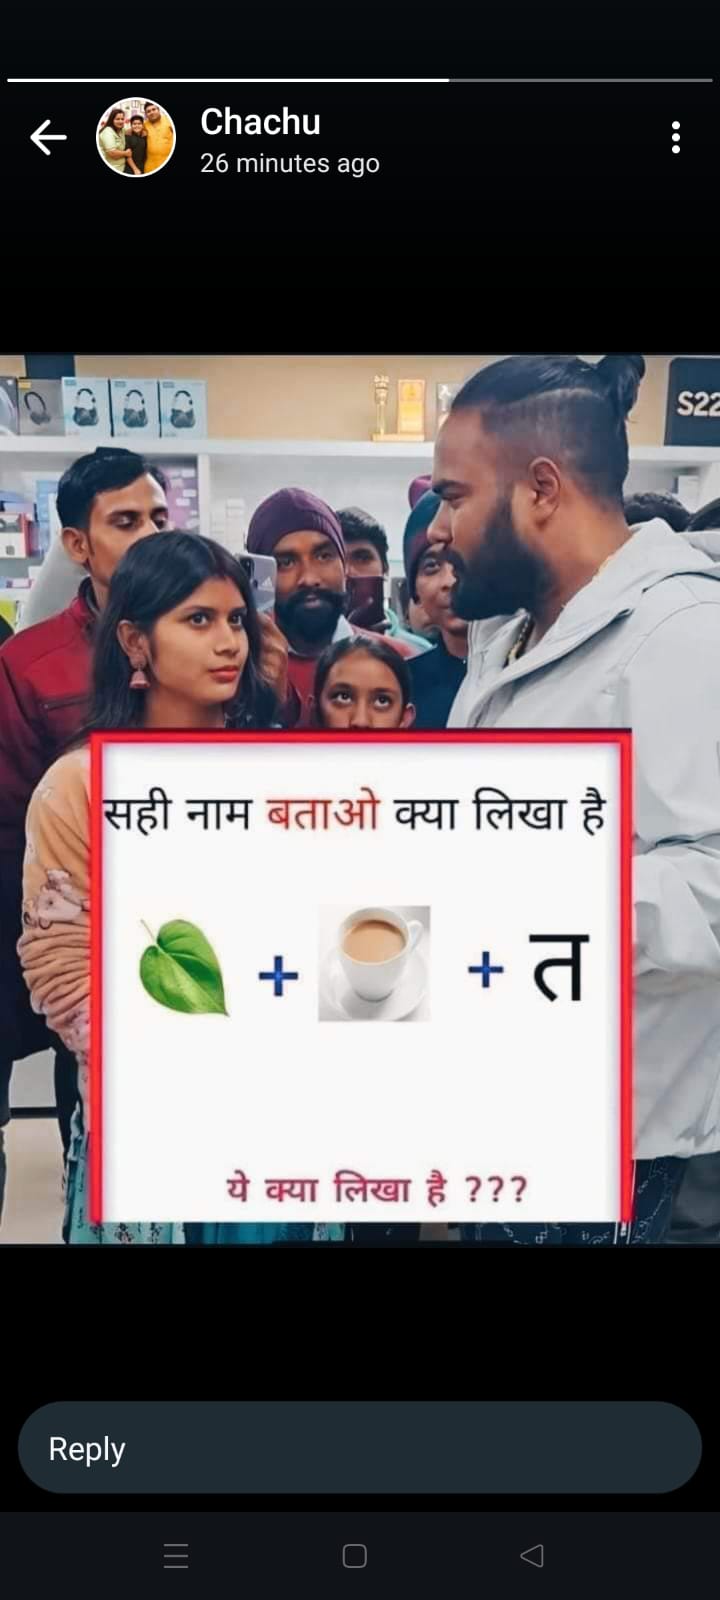 Chachu
26 minutes ago
S22
सही नाम बताओ क्या लिखा है
+ + त
ये क्या लिखा है ???
Reply